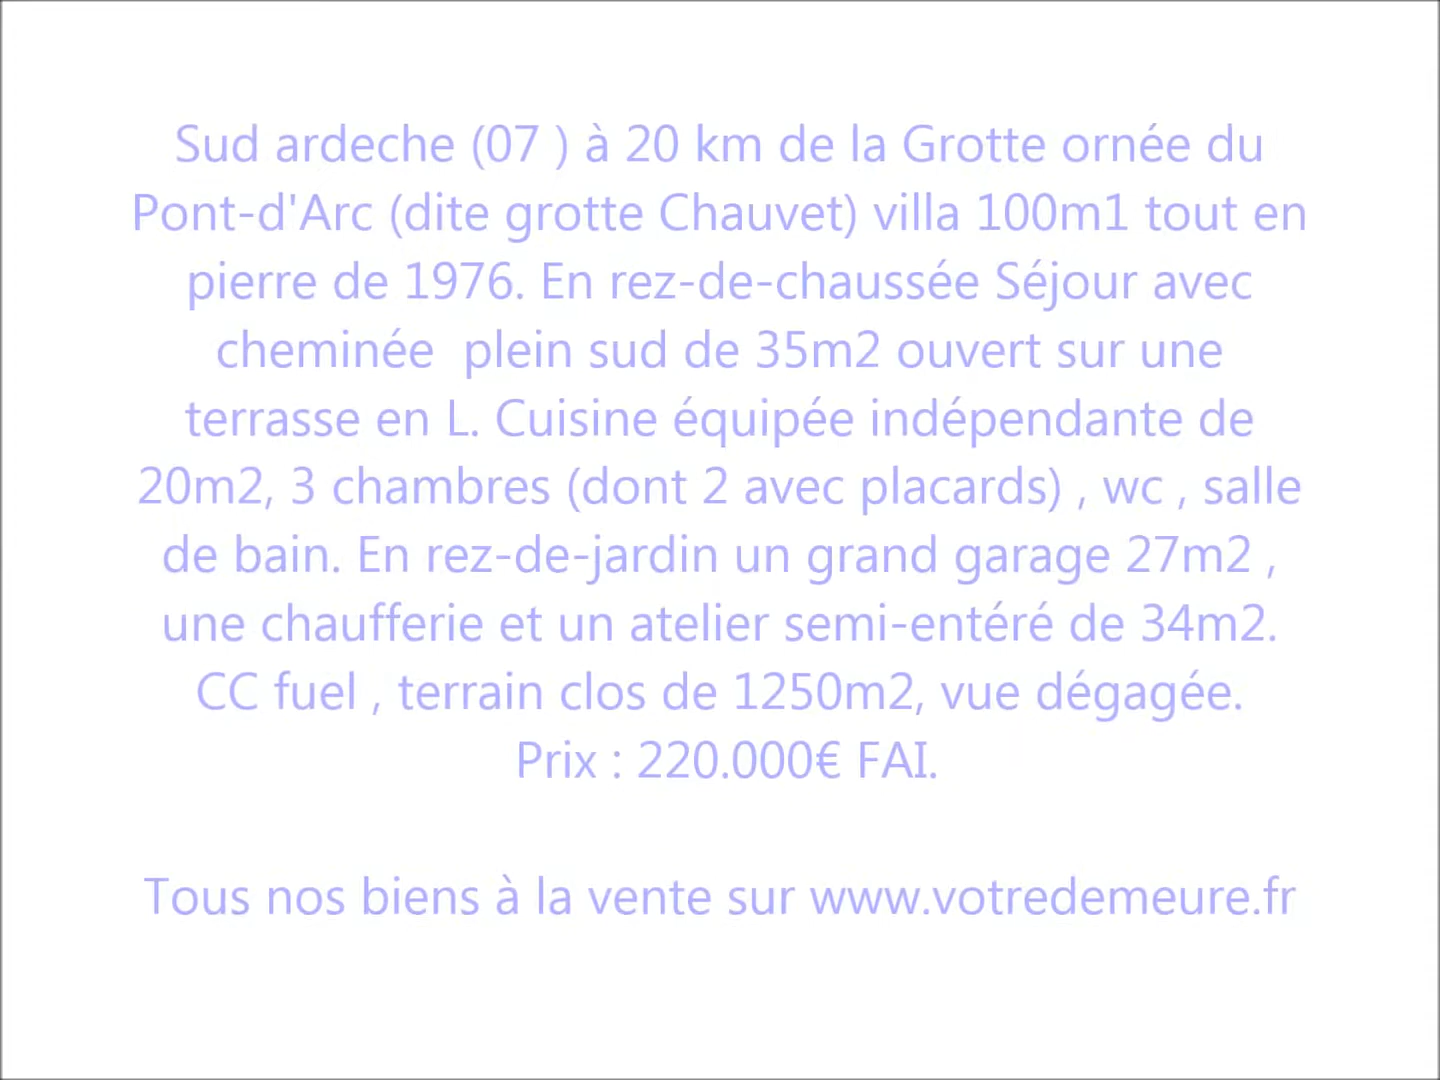 Sud ardeche (07 ) à 20 km de la Grotte ornée du
Pont-d'Arc (dite grotte Chauvet) villa 100m1 tout en
pierre de 1976. En rez-de-chaussée Séjour avec
cheminée  plein sud de 35m2 ouvert sur une
terrasse en L. Cuisine équipée indépendante de
20m2, 3 chambres (dont 2 avec placards) , wc , salle
de bain. En rez-de-jardin un grand garage 27m2 ,
une chaufferie et un atelier semi-entéré de 34m2.
CC fuel , terrain clos de 1250m2, vue dégagée.
Prix : 220.000€ FAI.
Tous nos biens à la vente sur www.votredemeure.fr